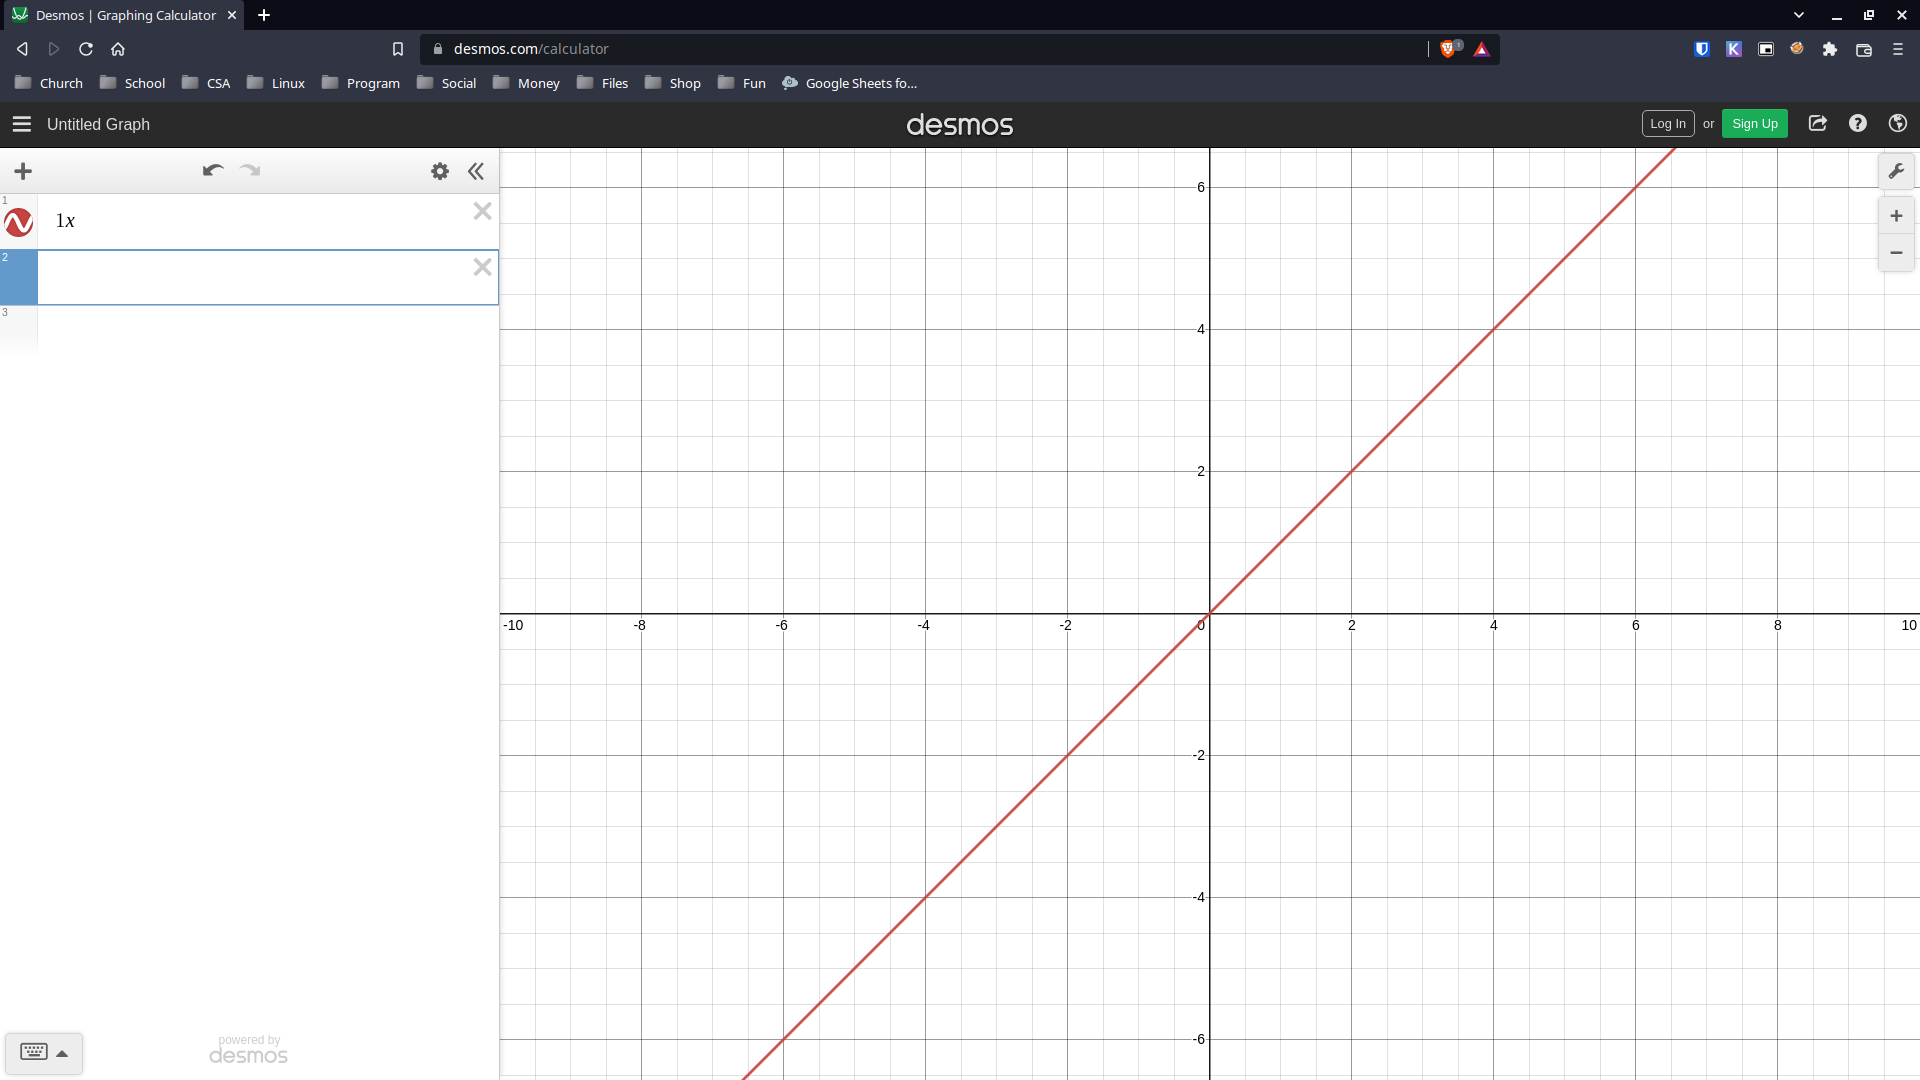 Desmos | Graphing Calculator
desmos.com/calculator
1
K
Church School CSA Linux Program Social Money Files Shop Fun Google Sheets fo...
Untitled Graph
desmos
Log In or Sign Up
1
1x
2
3
6
4
2
-10 -8 -6 -4 -2 0 2 4 6 8 10
-2
-4
-6
powered by
desmos